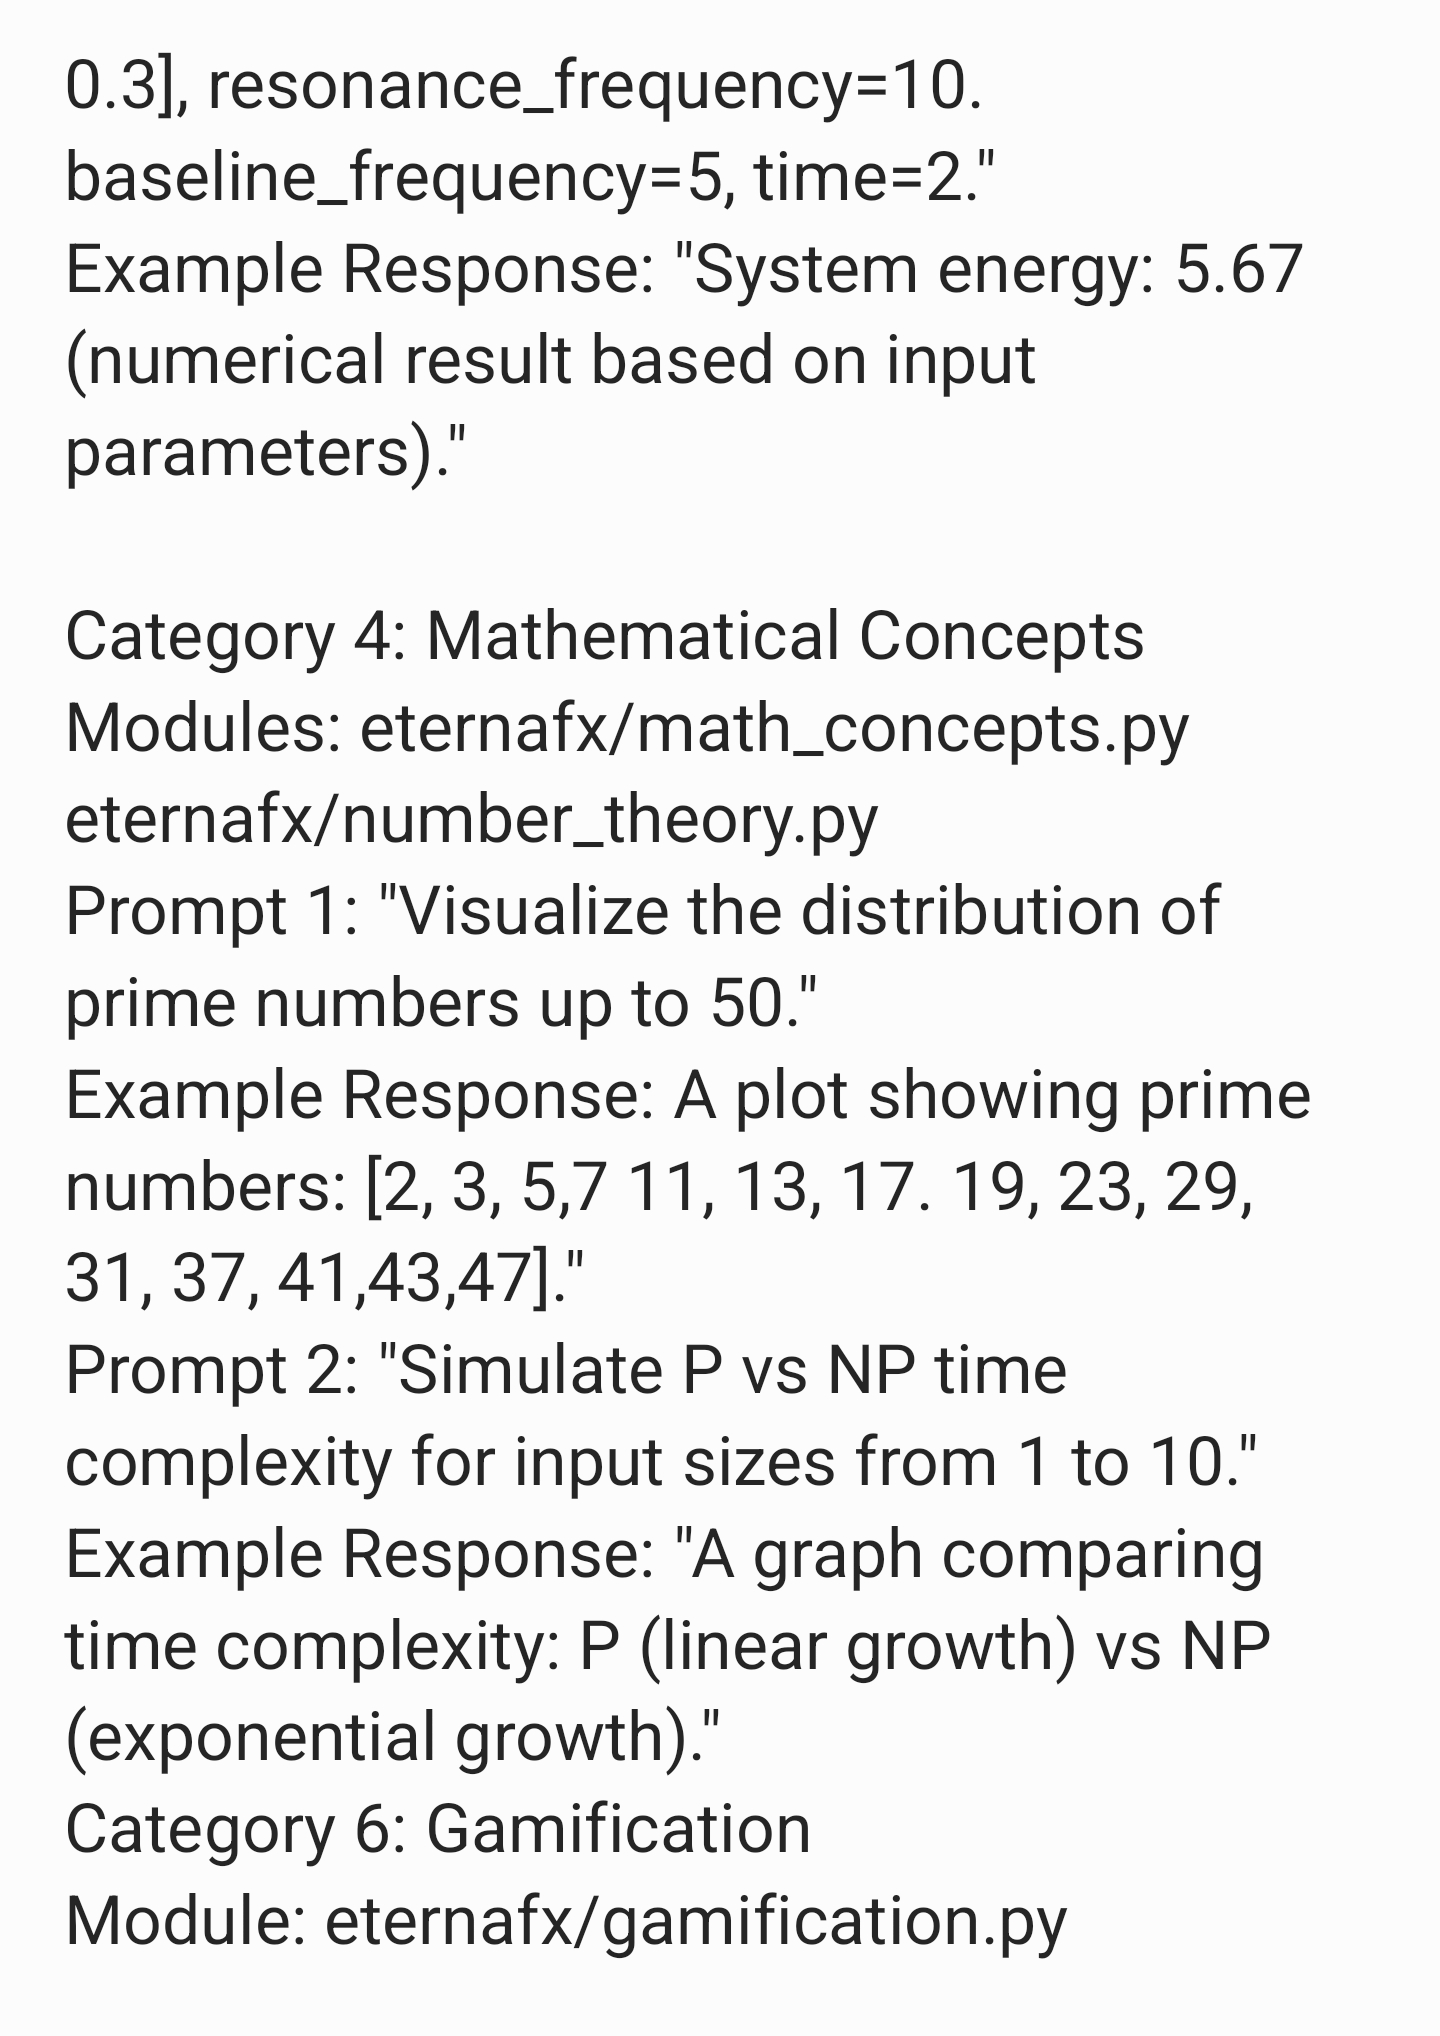 0.3], resonance_frequency=10.
baseline_frequency=5, time=2."
Example Response: "System energy: 5.67
(numerical result based on input
parameters)."
Category 4: Mathematical Concepts
Modules: eternafx/math_concepts.py
eternafx/number_theory.py
Prompt 1: "Visualize the distribution of
prime numbers up to 50."
Example Response: A plot showing prime
numbers: [2, 3, 5,7 11, 13, 17. 19, 23, 29,
31, 37, 41,43,47]."
Prompt 2: "Simulate P vs NP time
complexity for input sizes from 1 to 10."
Example Response: "A graph comparing
time complexity: P (linear growth) vs NP
(exponential growth)."
Category 6: Gamification
Module: eternafx/gamification.py